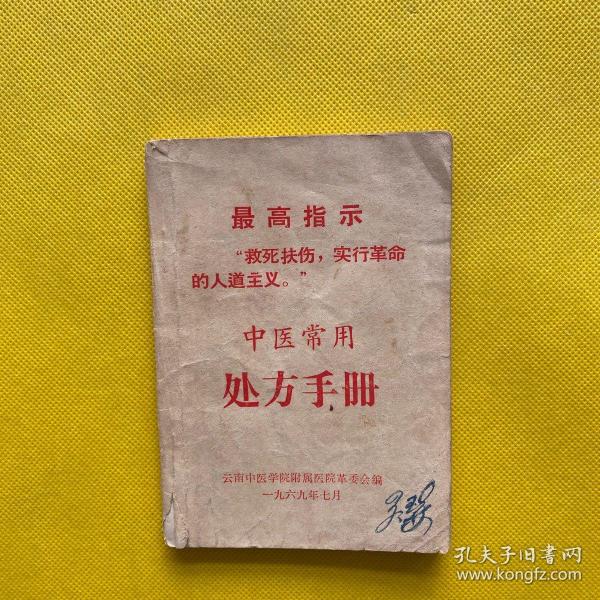 最高指示
“救死扶伤，实行革命
的人道主义。”
中医常用
处方手册
云南中医学院附属医院革委会编
一九六九年七月
孔夫子旧书网
www.kongfz.com